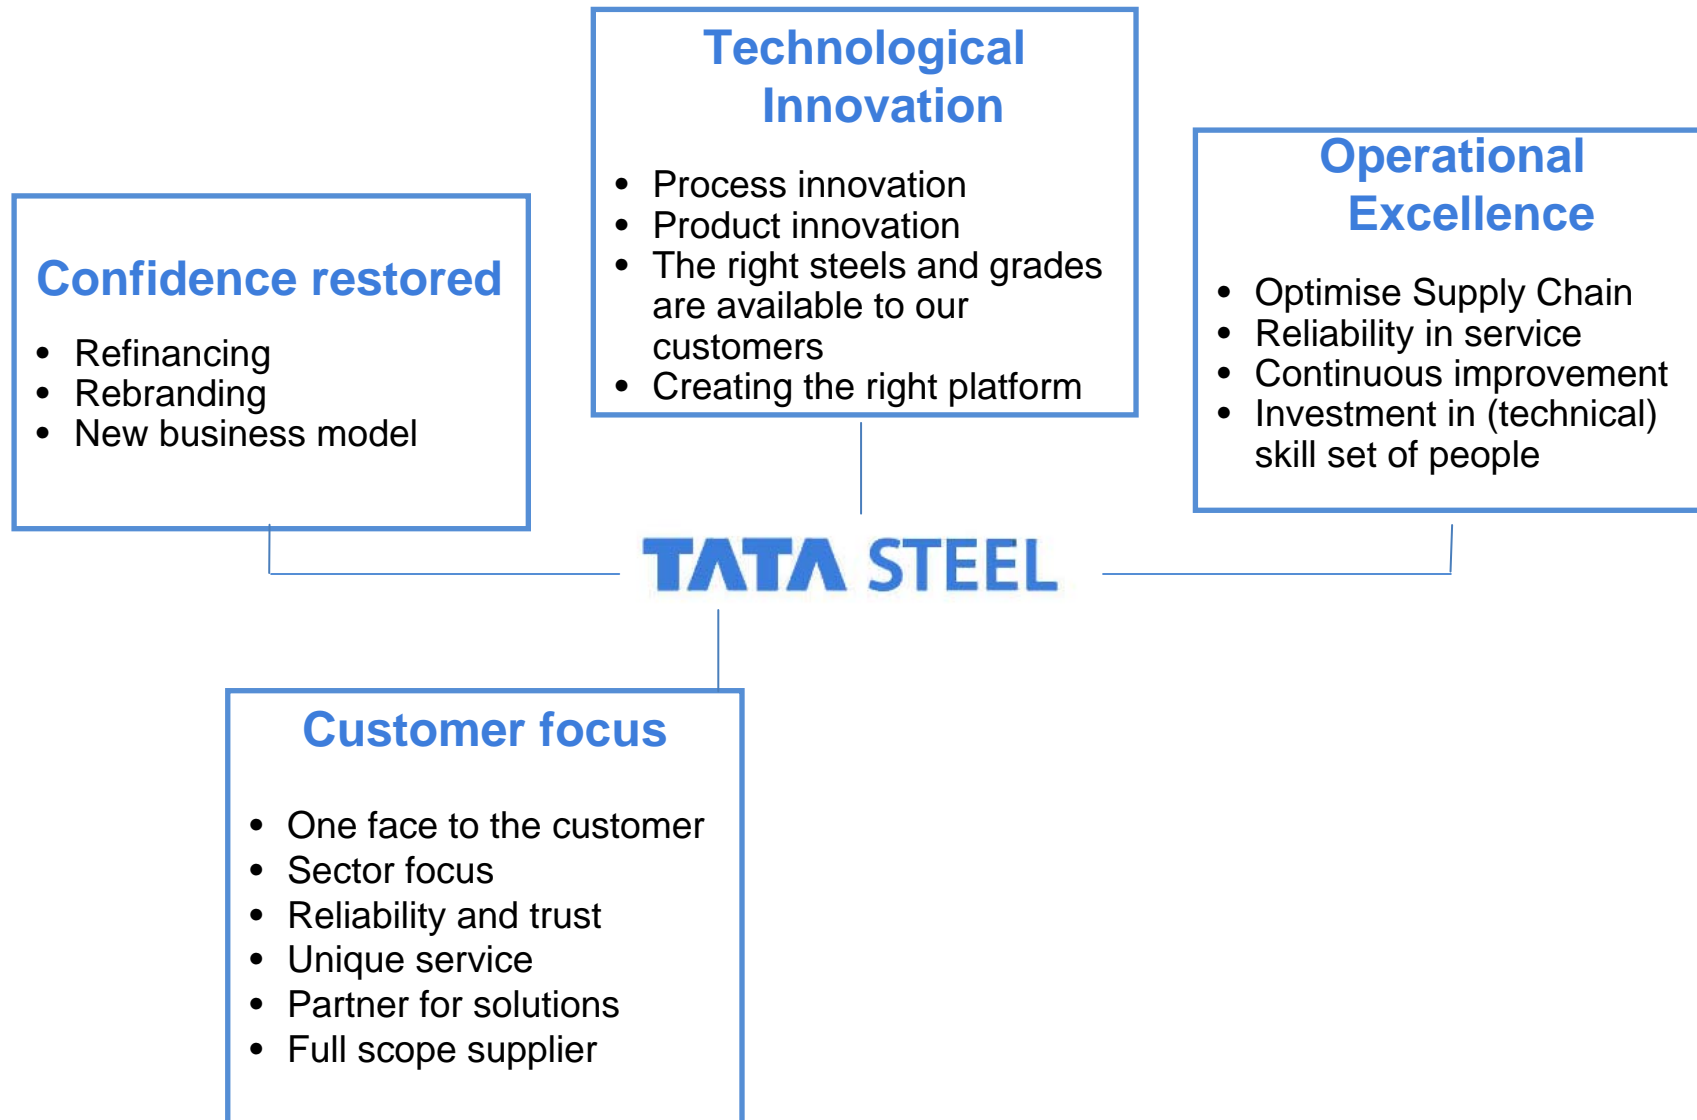 Technological
Innovation
• Process innovation
• Product innovation
• The right steels and grades
are available to our
customers
• Creating the right platform
Operational
Excellence
• Optimise Supply Chain
• Reliability in service
• Continuous improvement
• Investment in (technical)
skill set of people
Confidence restored
• Refinancing
• Rebranding
• New business model
TATA STEEL
Customer focus
• One face to the customer
• Sector focus
• Reliability and trust
• Unique service
• Partner for solutions
• Full scope supplier